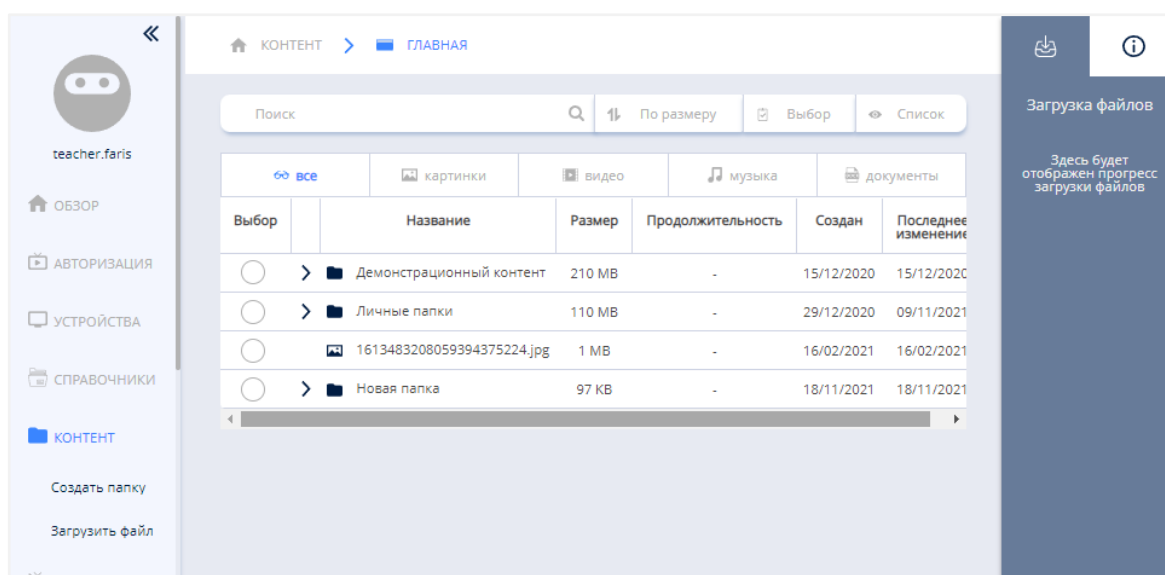 КОНТЕНТ ГЛАВНАЯ
teacher.faris
ОБЗОР
АВТОРИЗАЦИЯ
УСТРОЙСТВА
СПРАВОЧНИКИ
КОНТЕНТ
Создать папку
Загрузить файл
Поиск По размеру Выбор Список
все картинки видео музыка документы
Выбор Название Размер Продолжительность Создан Последнее
изменение
Демонстрационный контент 210 MB - 15/12/2020 15/12/2020
Личные папки 110 MB - 29/12/2020 09/11/2021
1613483208059394375224.jpg 1 MB - 16/02/2021 16/02/2021
Новая папка 97 KB - 18/11/2021 18/11/2021
Загрузка файлов
Здесь будет
отображен прогресс
загрузки файлов